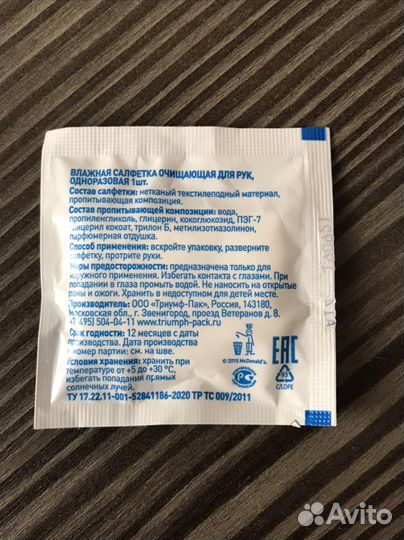 ВЛАЖНАЯ САЛФЕТКА ОЧИЩАЮЩАЯ ДЛЯ РУК,
ОДНОРАЗОВАЯ 1шт.
Состав салфетки: нетканый текстилеподобный материал,
пропитывающая композиция.
Состав пропитывающей композиции: вода,
пропиленгликоль, глицерин, кокоглюкозид, ПЭГ-7
глицерил кокоат, трилон Б, метилизотиазолинон,
парфюмерная отдушка.
Способ применения: вскройте упаковку, разверните
салфетку, протрите руки.
Меры предосторожности: предназначена только для
наружного применения. Избегать контакта с глазами. При
попадании в глаза промыть водой. Не наносить на открытые
раны и ожоги. Хранить в недоступном для детей месте.
Производитель: ООО «Триумф-Пак», Россия, 143180,
Московская обл., г. Звенигород, проезд Ветеранов д. 8.
+7 495) 504-04-11 www.triumph-pack.ru
Срок годности: 12 месяцев с даты
производства. Дата производства
и номер партии: см. на шве.
Условия хранения: хранить при
температуре от +5 до +30 °С,
избегать попадания прямых
солнечных лучей.
ТУ 17.22.11-001-52841186-2020 ТР ТС 009/2011
© 2015 McDonald's
EAC
C/LDPE
Avito